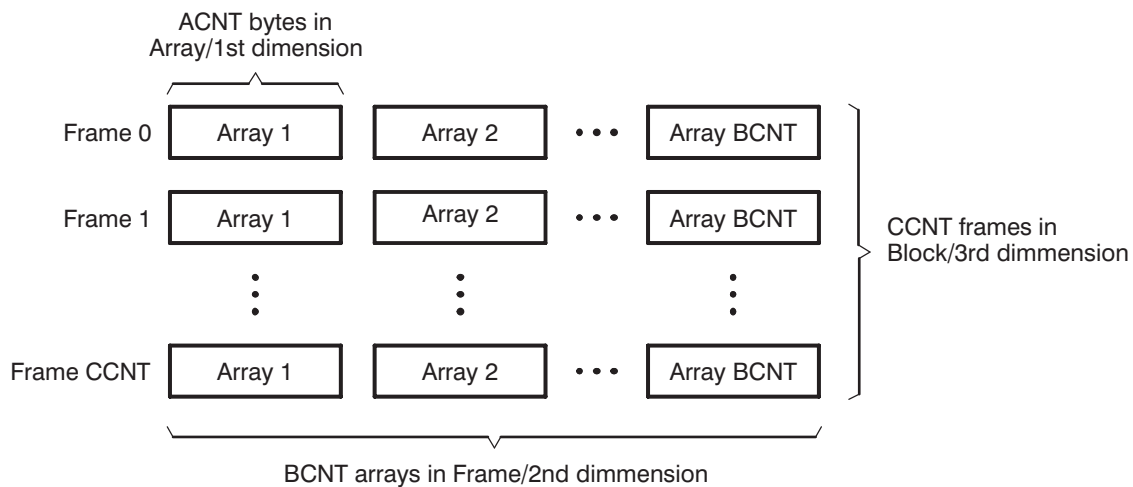 ACNT bytes in
Array/1st dimension
Frame 0 Array 1 Array 2 • • • Array BCNT
Frame 1 Array 1 Array 2 • • • Array BCNT
CCNT frames in
Block/3rd dimmension
Frame CCNT Array 1 Array 2 • • • Array BCNT
BCNT arrays in Frame/2nd dimmension